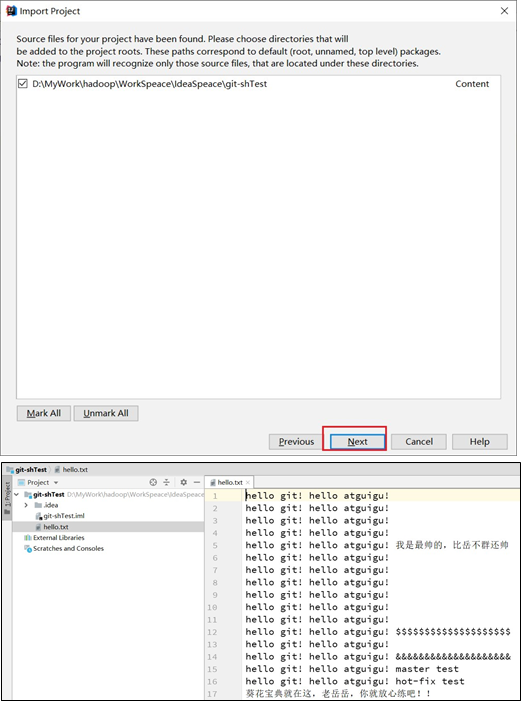 Import Project
Source files for your project have been found. Please choose directories that will
be added to the project roots. These paths correspond to default (root, unnamed, top level) packages.
Note: the program will recognize only those source files, that are located under these directories.
D:\MyWork\hadoop\WorkSpeace\IdeaSpeace\git-shTest Content
Mark All Unmark All
Previous Next Cancel Help
git-shTest hello.txt
1: Project
Project hello.txt
git-shTest D:\MyWork\hadoop\WorkSpeace\IdeaSpeace
.idea
git-shTest.iml
hello.txt
External Libraries
Scratches and Consoles
1 hello git! hello atguigu!
2 hello git! hello atguigu!
3 hello git! hello atguigu!
4 hello git! hello atguigu!
5 hello git! hello atguigu! 我是最帅的，比岳不群还帅
6 hello git! hello atguigu!
7 hello git! hello atguigu!
8 hello git! hello atguigu!
9 hello git! hello atguigu!
10 hello git! hello atguigu!
11 hello git! hello atguigu!
12 hello git! hello atguigu! $$$$$$$$$$$$$$$$$$$$
13 hello git! hello atguigu!
14 hello git! hello atguigu! &&&&&&&&&&&&&&&&&&&&
15 hello git! hello atguigu! master test
16 hello git! hello atguigu! hot-fix test
17 葵花宝典就在这，老岳岳，你就放心练吧！！